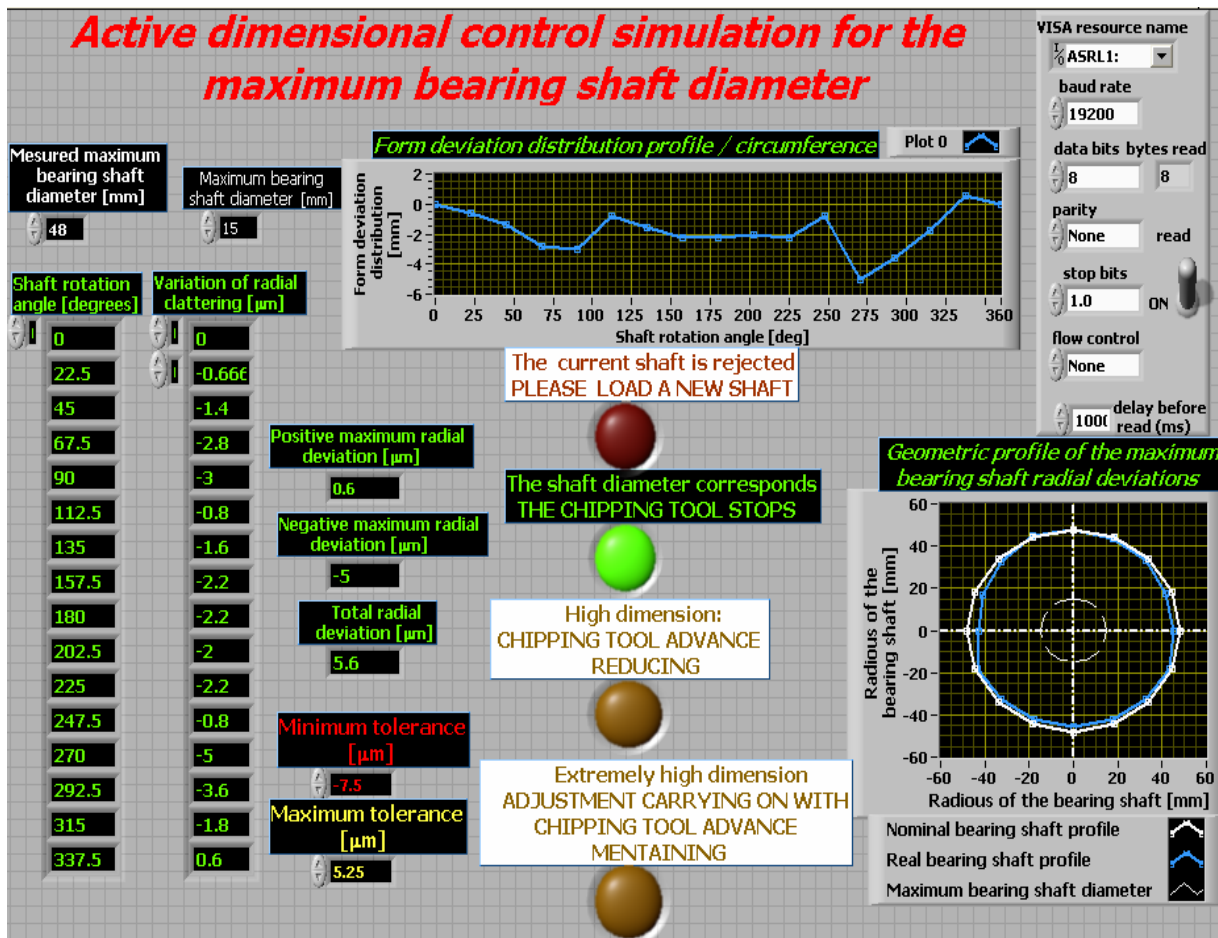 Active dimensional control simulation for the
maximum bearing shaft diameter
VISA resource name
I/O ASRL1:
baud rate
19200
data bits bytes read
8 8
parity
None read
stop bits
1.0 ON
flow control
None
1000 delay before
read (ms)
Mesured maximum
bearing shaft
diameter [mm]
48
Maximum bearing
shaft diameter [mm]
15
Form deviation distribution profile / circumference
Plot 0
Form deviation
distribution
[mm]
2
0
-2
-4
-6
0 25 50 75 100 125 150 175 200 225 250 275 300 325 360
Shaft rotation angle [deg]
Shaft rotation
angle [degrees]
0
22.5
45
67.5
90
112.5
135
157.5
180
202.5
225
247.5
270
292.5
315
337.5
Variation of radial
clattering [μm]
0
-0.666
-1.4
-2.8
-3
-0.8
-1.6
-2.2
-2.2
-2
-2.2
-0.8
-5
-3.6
-1.8
0.6
Positive maximum radial
deviation [μm]
0.6
Negative maximum radial
deviation [μm]
-5
Total radial
deviation [μm]
5.6
Minimum tolerance
[μm]
-7.5
Maximum tolerance
[μm]
5.25
The current shaft is rejected
PLEASE LOAD A NEW SHAFT
The shaft diameter corresponds
THE CHIPPING TOOL STOPS
High dimension:
CHIPPING TOOL ADVANCE
REDUCING
Extremely high dimension
ADJUSTMENT CARRYING ON WITH
CHIPPING TOOL ADVANCE
MENTAINING
Geometric profile of the maximum
bearing shaft radial deviations
Radious of the
bearing shaft [mm]
60
40
20
0
-20
-40
-60
-60 -40 -20 0 20 40 60
Radious of the bearing shaft [mm]
Nominal bearing shaft profile
Real bearing shaft profile
Maximum bearing shaft diameter